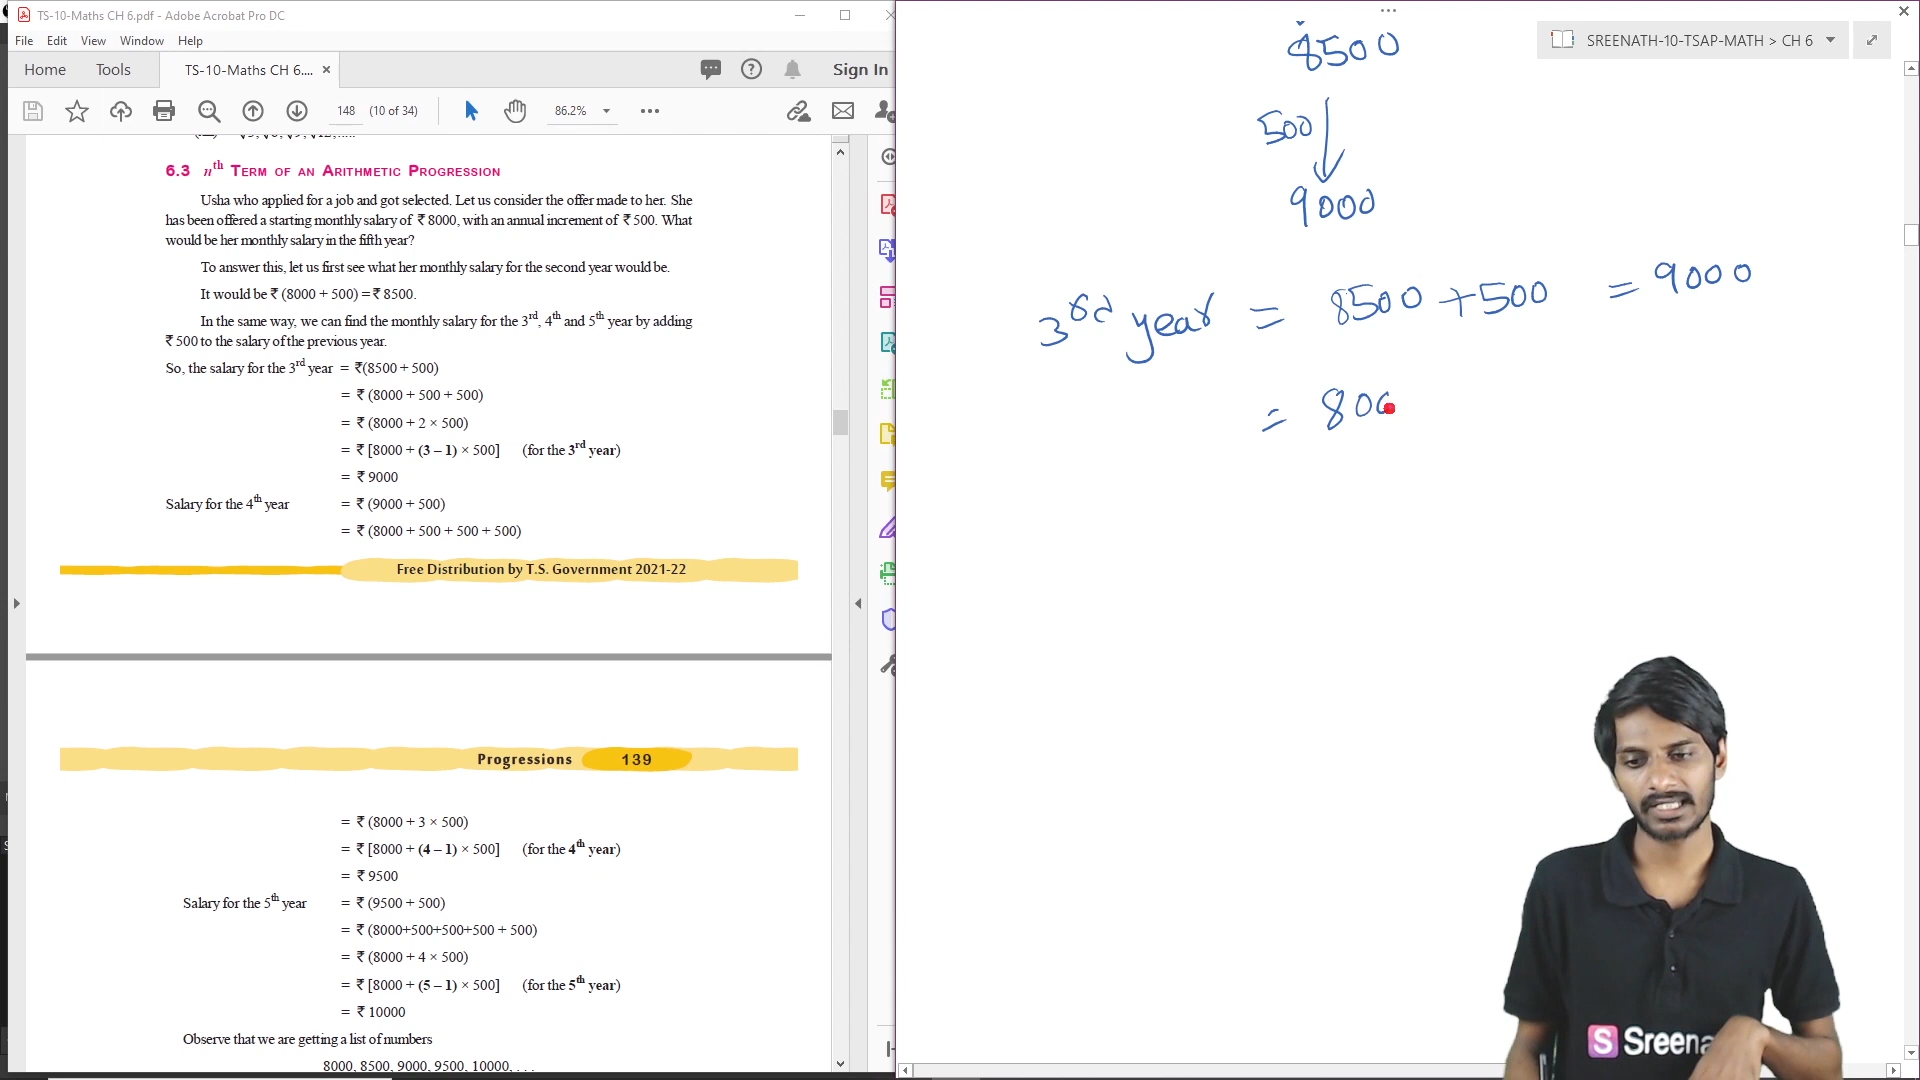 TS-10-Maths CH 6.pdf - Adobe Acrobat Pro DC
File Edit View Window Help
Home Tools TS-10-Maths CH 6.... × Sign In
148 (10 of 34) 86.2%
6.3 nth TERM OF AN ARITHMETIC PROGRESSION
Usha who applied for a job and got selected. Let us consider the offer made to her. She
has been offered a starting monthly salary of ₹ 8000, with an annual increment of ₹ 500. What
would be her monthly salary in the fifth year?
To answer this, let us first see what her monthly salary for the second year would be.
It would be ₹ (8000 + 500) = ₹ 8500.
In the same way, we can find the monthly salary for the 3rd, 4th and 5th year by adding
₹ 500 to the salary of the previous year.
So, the salary for the 3rd year = ₹(8500 + 500)
= ₹ (8000 + 500 + 500)
= ₹ (8000 + 2 × 500)
= ₹ [8000 + (3 – 1) × 500] (for the 3rd year)
= ₹ 9000
Salary for the 4th year = ₹ (9000 + 500)
= ₹ (8000 + 500 + 500 + 500)
Free Distribution by T.S. Government 2021-22
Progressions 139
= ₹ (8000 + 3 × 500)
= ₹ [8000 + (4 – 1) × 500] (for the 4th year)
= ₹ 9500
Salary for the 5th year = ₹ (9500 + 500)
= ₹ (8000+500+500+500 + 500)
= ₹ (8000 + 4 × 500)
= ₹ [8000 + (5 – 1) × 500] (for the 5th year)
= ₹ 10000
Observe that we are getting a list of numbers
8000, 8500, 9000, 9500, 10000, . . .
SREENATH-10-TSAP-MATH > CH 6
8500
500
9000
3rd year = 8500 + 500 = 9000
= 800
S Sreena